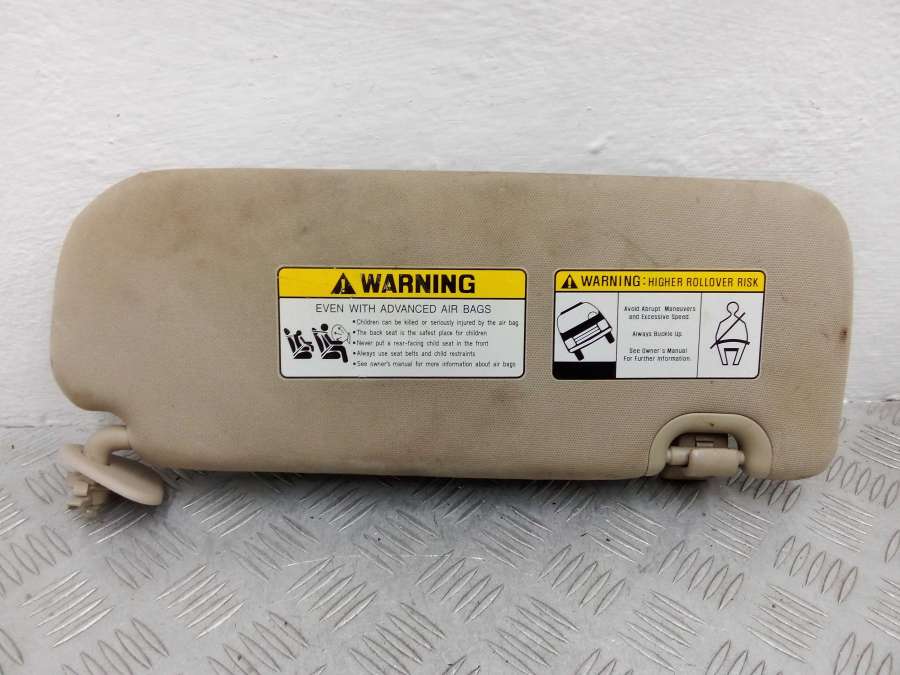 WARNING
EVEN WITH ADVANCED AIR BAGS
• Children can be killed or seriously injured by the air bag
• The back seat is the safest place for children
• Never put a rear-facing child seat in the front
• Always use seat belts and child restraints
• See owner's manual for more information about air bags
WARNING: HIGHER ROLLOVER RISK
Avoid Abrupt Maneuvers
and Excessive Speed.
Always Buckle Up.
See Owner's Manual
For Further Information.